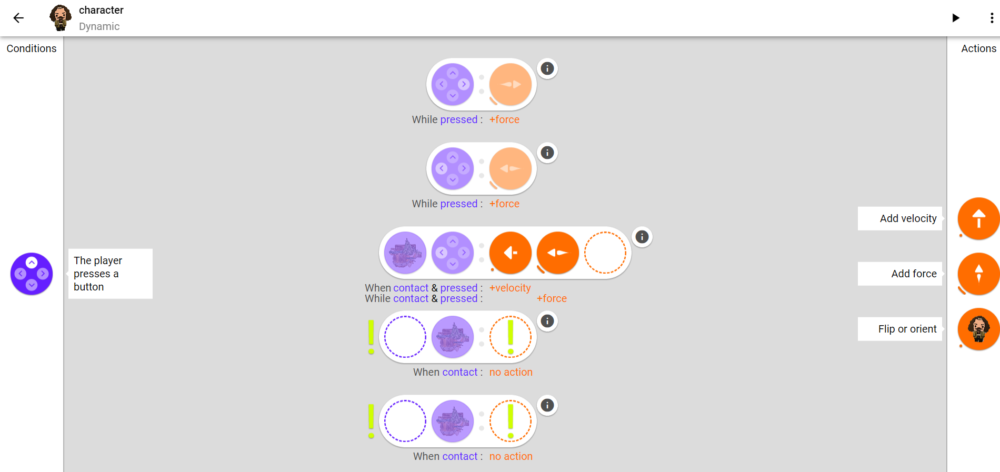 character
Dynamic
Conditions
Actions
While pressed : +force
While pressed : +force
Add velocity
The player
presses a
button
Add force
When contact & pressed : +velocity
While contact & pressed : +force
Flip or orient
When contact : no action
When contact : no action